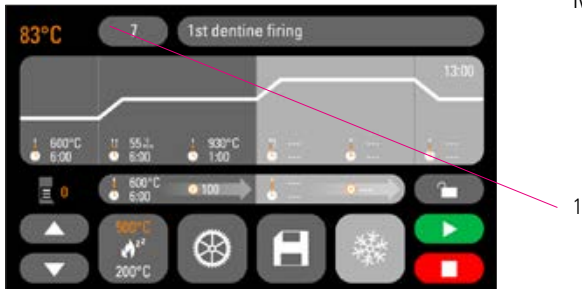 83°C 7 1st dentine firing
13:00
600°C 55 930°C --- --- ---
6:00 6:00 1:00 --- --- ---
0 600°C 100 --- ---
6:00 ---
1
500°C
200°C